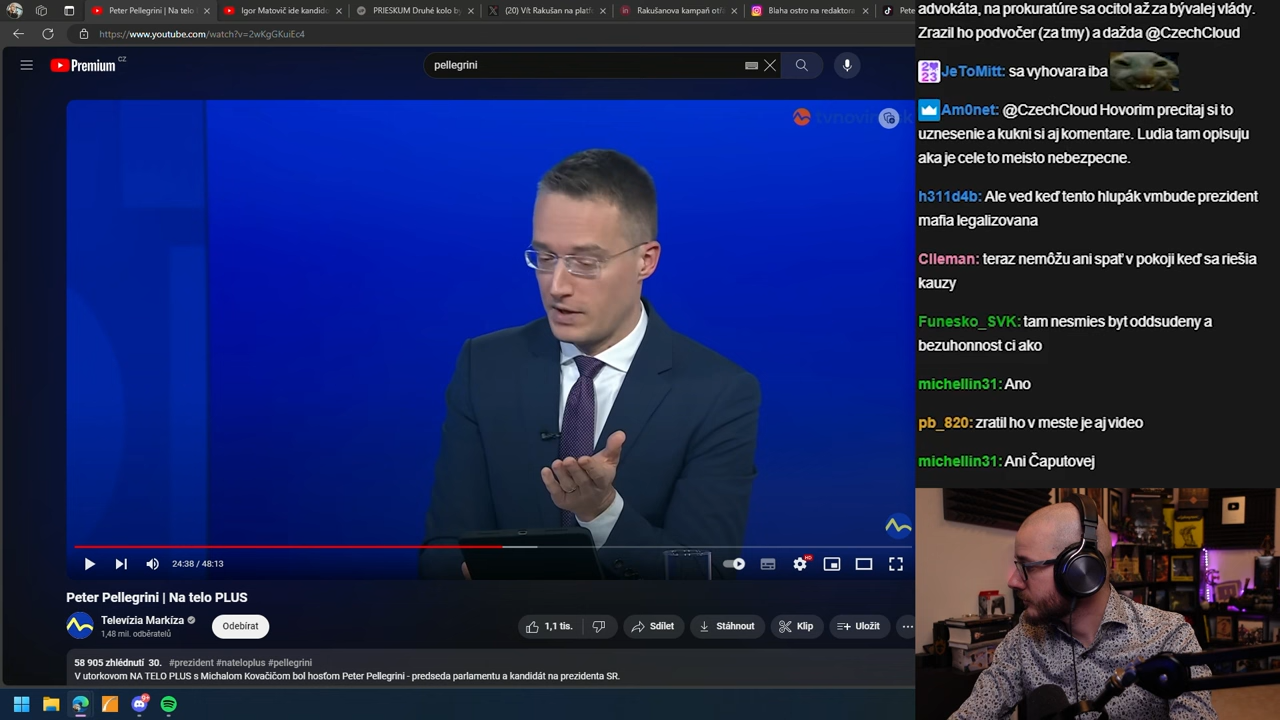 Peter Pellegrini | Na telo
Igor Matovič ide kandido
PRIESKUM Druhé kolo by
(20) Vít Rakušan na platfo
Rakušanova kampaň otřá
Blaha ostro na redaktora
Pete
https://www.youtube.com/watch?v=2wKgGKuiEc4
Premium CZ
pellegrini
24:38 / 48:13
Peter Pellegrini | Na telo PLUS
Televízia Markíza
1,48 mil. odběratelů
Odebírat
1,1 tis.
Sdílet
Stáhnout
Klip
Uložit
58 905 zhlédnutí 30. #prezident #nateloplus #pellegrini
V utorkovom NA TELO PLUS s Michalom Kovačičom bol hosťom Peter Pellegrini - predseda parlamentu a kandidát na prezidenta SR.
advokáta, na prokuratúre sa ocitol až za bývalej vlády.
Zrazil ho podvočer (za tmy) a dažda @CzechCloud
JeToMitt: sa vyhovara iba
Am0net: @CzechCloud Hovorim precitaj si to
uznesenie a kukni si aj komentare. Ludia tam opisuju
aka je cele to meisto nebezpecne.
h311d4b: Ale ved keď tento hlupák vmbude prezident
mafia legalizovana
Clleman: teraz nemôžu ani spať v pokoji keď sa riešia
kauzy
Funesko_SVK: tam nesmies byt oddsudeny a
bezuhonnost ci ako
michellin31: Ano
pb_820: zratil ho v meste je aj video
michellin31: Ani Čaputovej